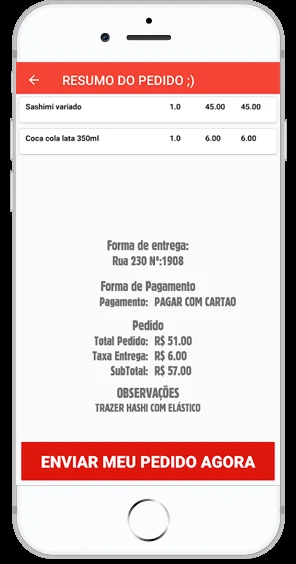 RESUMO DO PEDIDO ;)
Sashimi variado 1.0 45.00 45.00
Coca cola lata 350ml 1.0 6.00 6.00
Forma de entrega:
Rua 230 Nº:1908
Forma de Pagamento
Pagamento: PAGAR COM CARTAO
Pedido
Total Pedido: R$ 51.00
Taxa Entrega: R$ 6.00
SubTotal: R$ 57.00
OBSERVAÇÕES
TRAZER HASHI COM ELÁSTICO
ENVIAR MEU PEDIDO AGORA